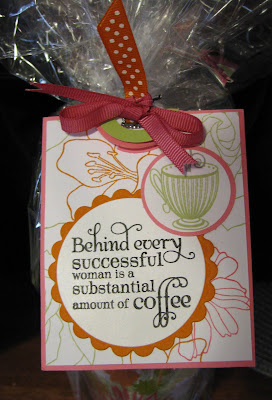 Behind every
successful
woman is a
substantial
amount of coffee